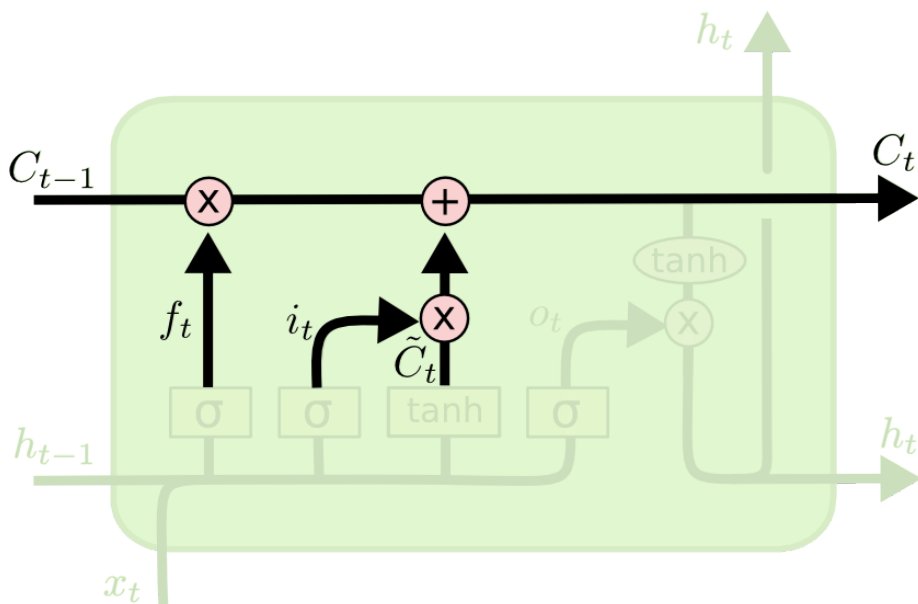 h_t
C_{t-1}
C_t
x
+
tanh
f_t
i_t
x
o_t
x
C̃_t
σ
σ
tanh
σ
h_{t-1}
h_t
x_t